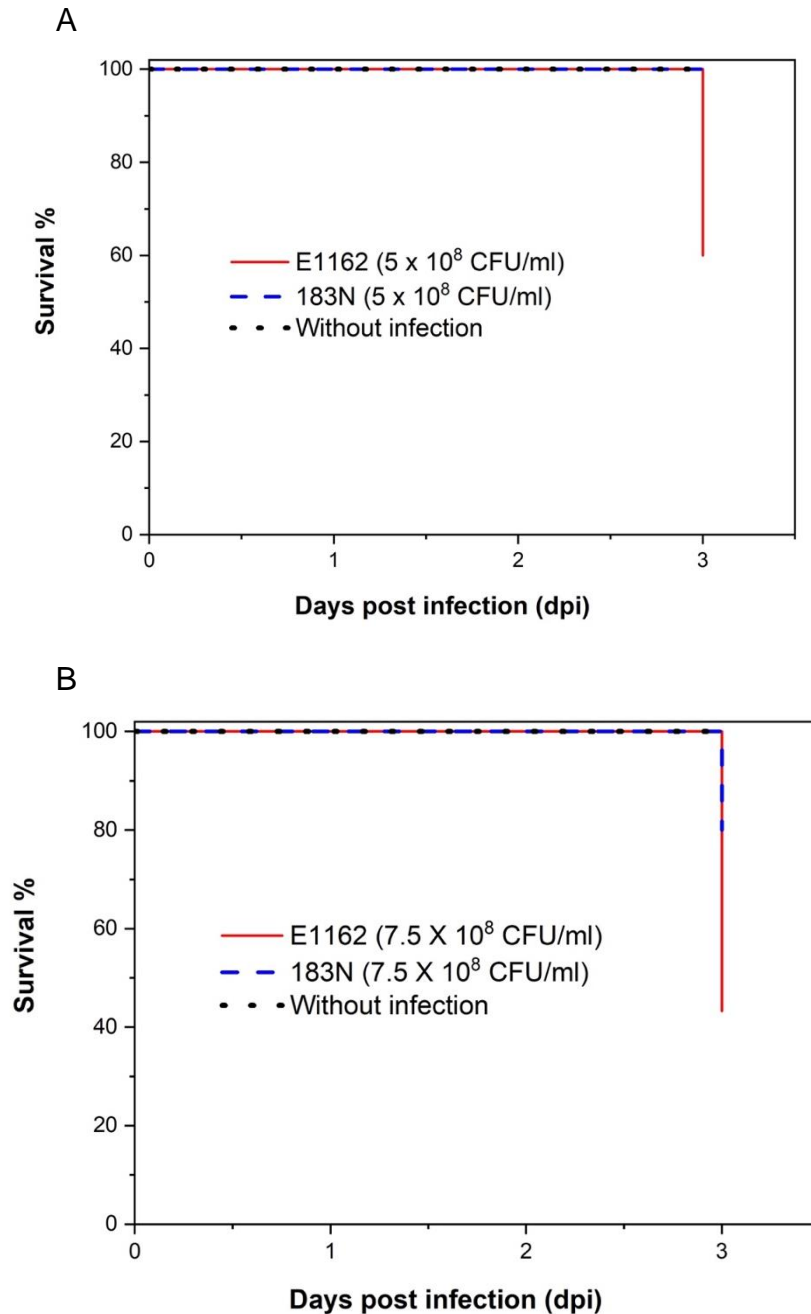 A
100
80
60
40
20
0
Survival %
E1162 (5 x 10⁸ CFU/ml)
183N (5 x 10⁸ CFU/ml)
Without infection
0 1 2 3
Days post infection (dpi)
B
100
80
60
40
20
0
Survival %
E1162 (7.5 X 10⁸ CFU/ml)
183N (7.5 X 10⁸ CFU/ml)
Without infection
0 1 2 3
Days post infection (dpi)